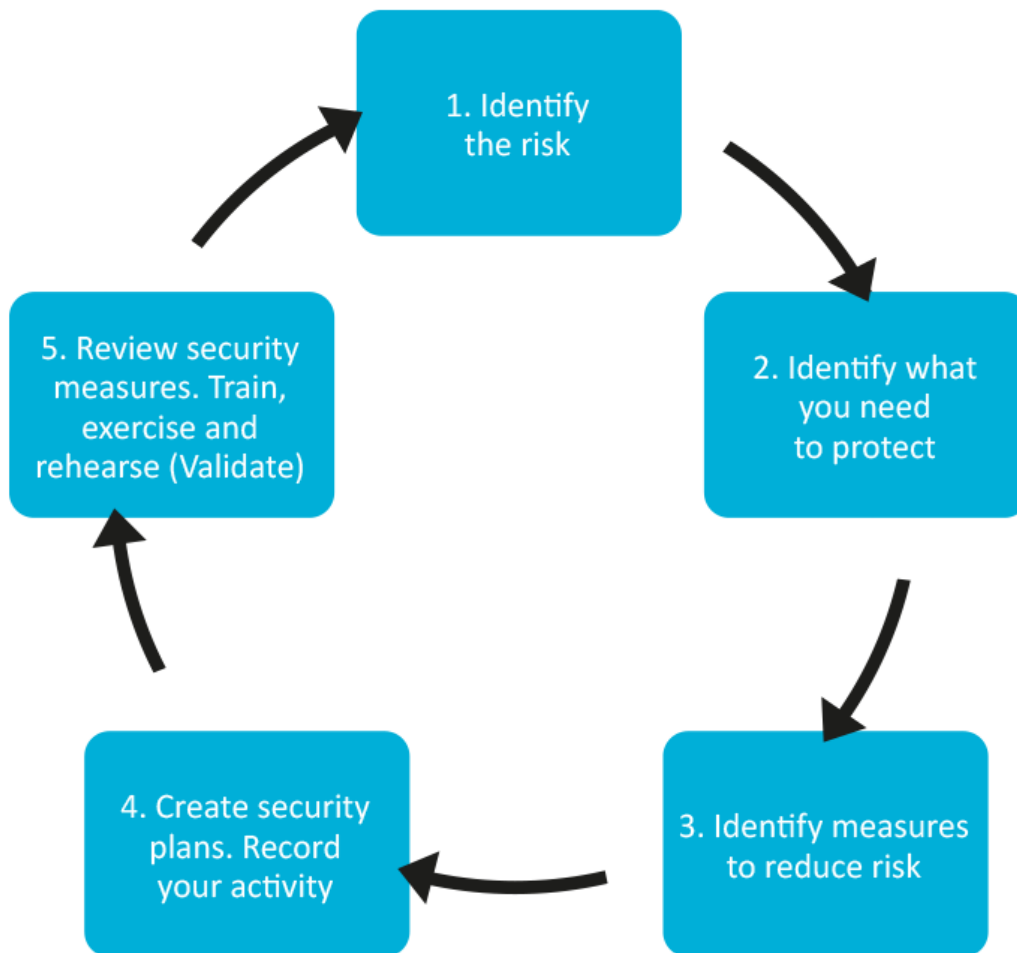 1. Identify
the risk
2. Identify what
you need
to protect
3. Identify measures
to reduce risk
4. Create security
plans. Record
your activity
5. Review security
measures. Train,
exercise and
rehearse (Validate)